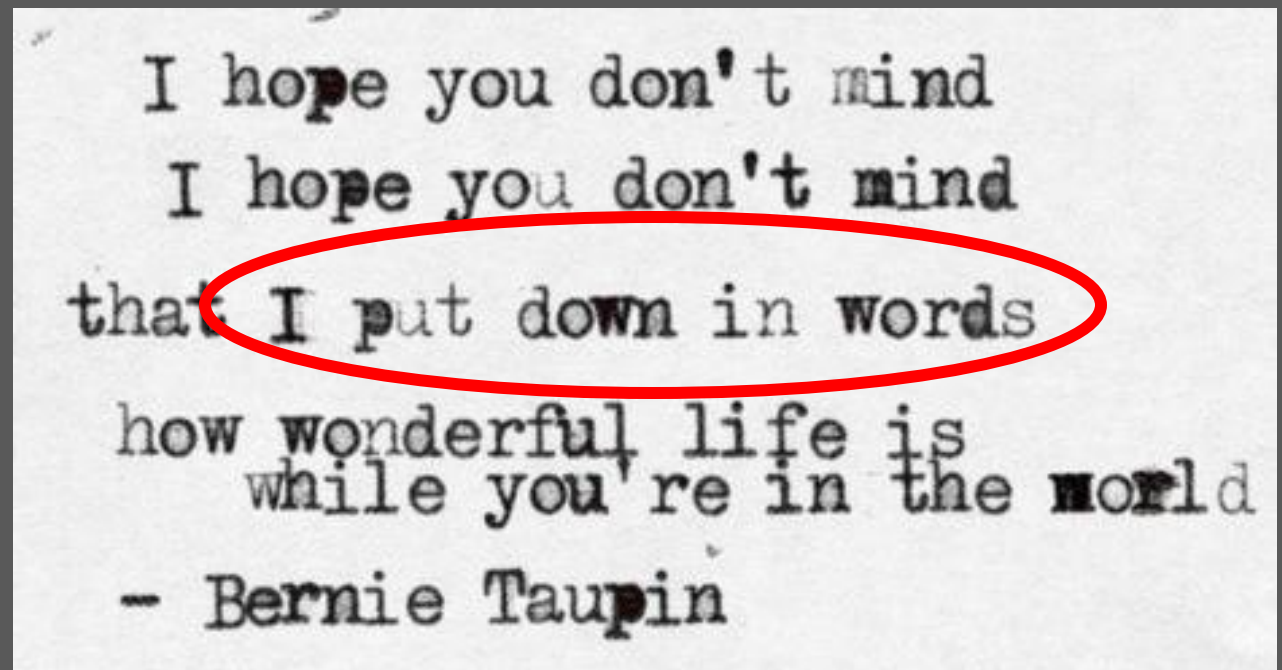 I hope you don't mind
I hope you don't mind
that I put down in words
how wonderful life is
while you're in the world
- Bernie Taupin